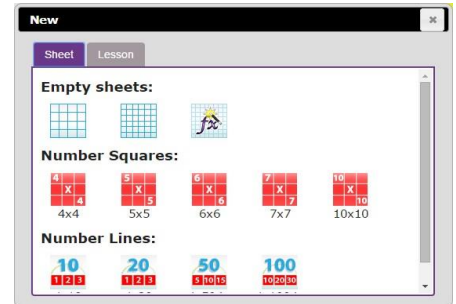 New
Sheet Lesson
Empty sheets:
fx
Number Squares:
4 X 4
5 X 5
6 X 6
7 X 7
10 X 10
4x4 5x5 6x6 7x7 10x10
Number Lines:
10 20 50 100
1 2 3 1 2 3 5 10 15 10 20 30